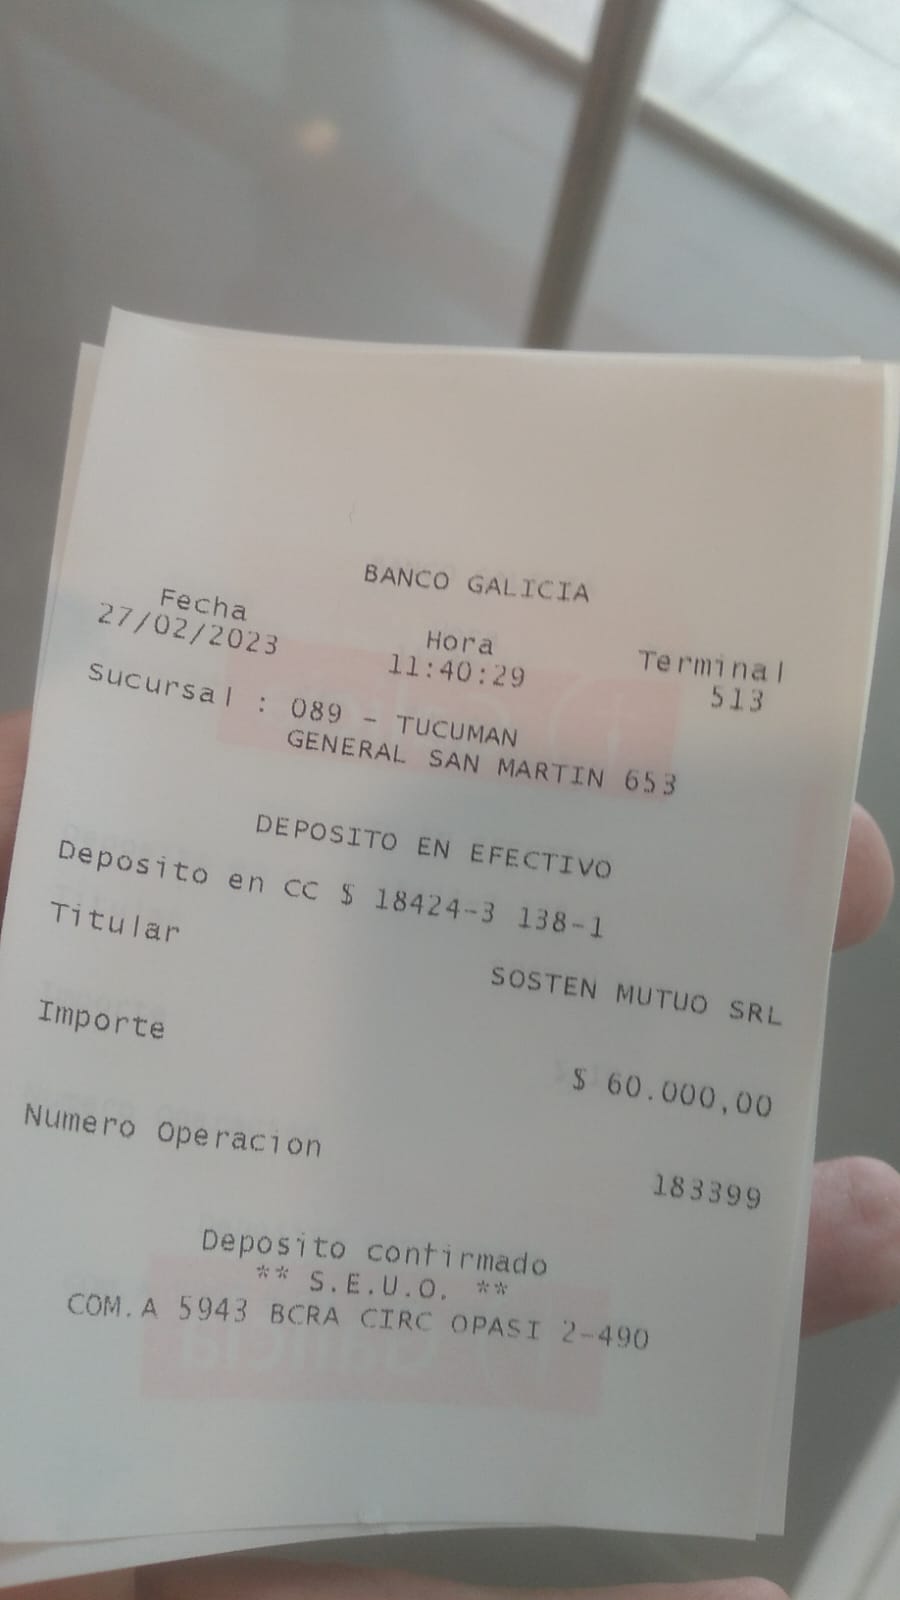 BANCO GALICIA
Fecha Hora Terminal
27/02/2023 11:40:29 513
Sucursal : 089 - TUCUMAN
GENERAL SAN MARTIN 653
DEPOSITO EN EFECTIVO
Deposito en CC $ 18424-3 138-1
Titular
SOSTEN MUTUO SRL
Importe
$ 60.000,00
Numero Operacion
183399
Deposito confirmado
** S.E.U.O. **
COM.A 5943 BCRA CIRC OPASI 2-490